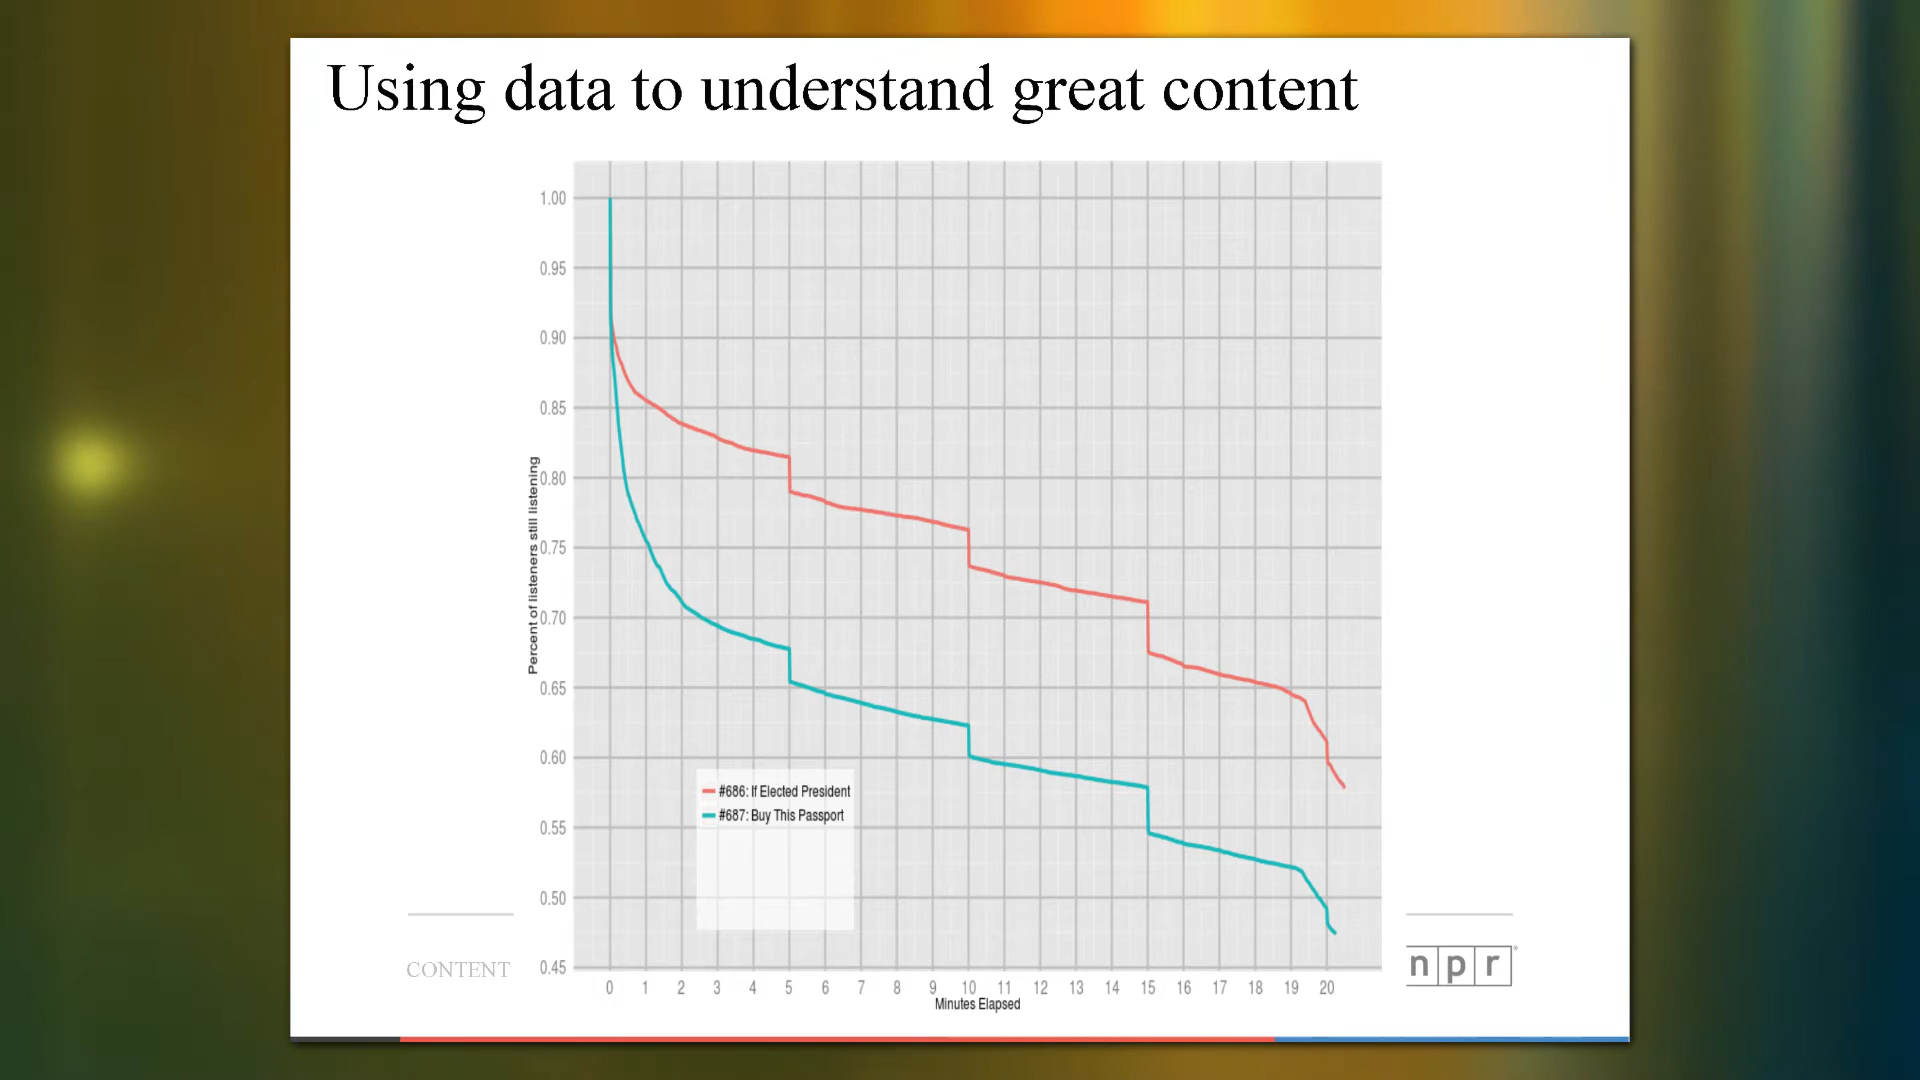 Using data to understand great content
1.00
0.95
0.90
0.85
0.80
0.75
0.70
0.65
0.60
0.55
0.50
0.45
Percent of listeners still listening
#686: If Elected President
#687: Buy This Passport
0 1 2 3 4 5 6 7 8 9 10 11 12 13 14 15 16 17 18 19 20
Minutes Elapsed
CONTENT
npr®